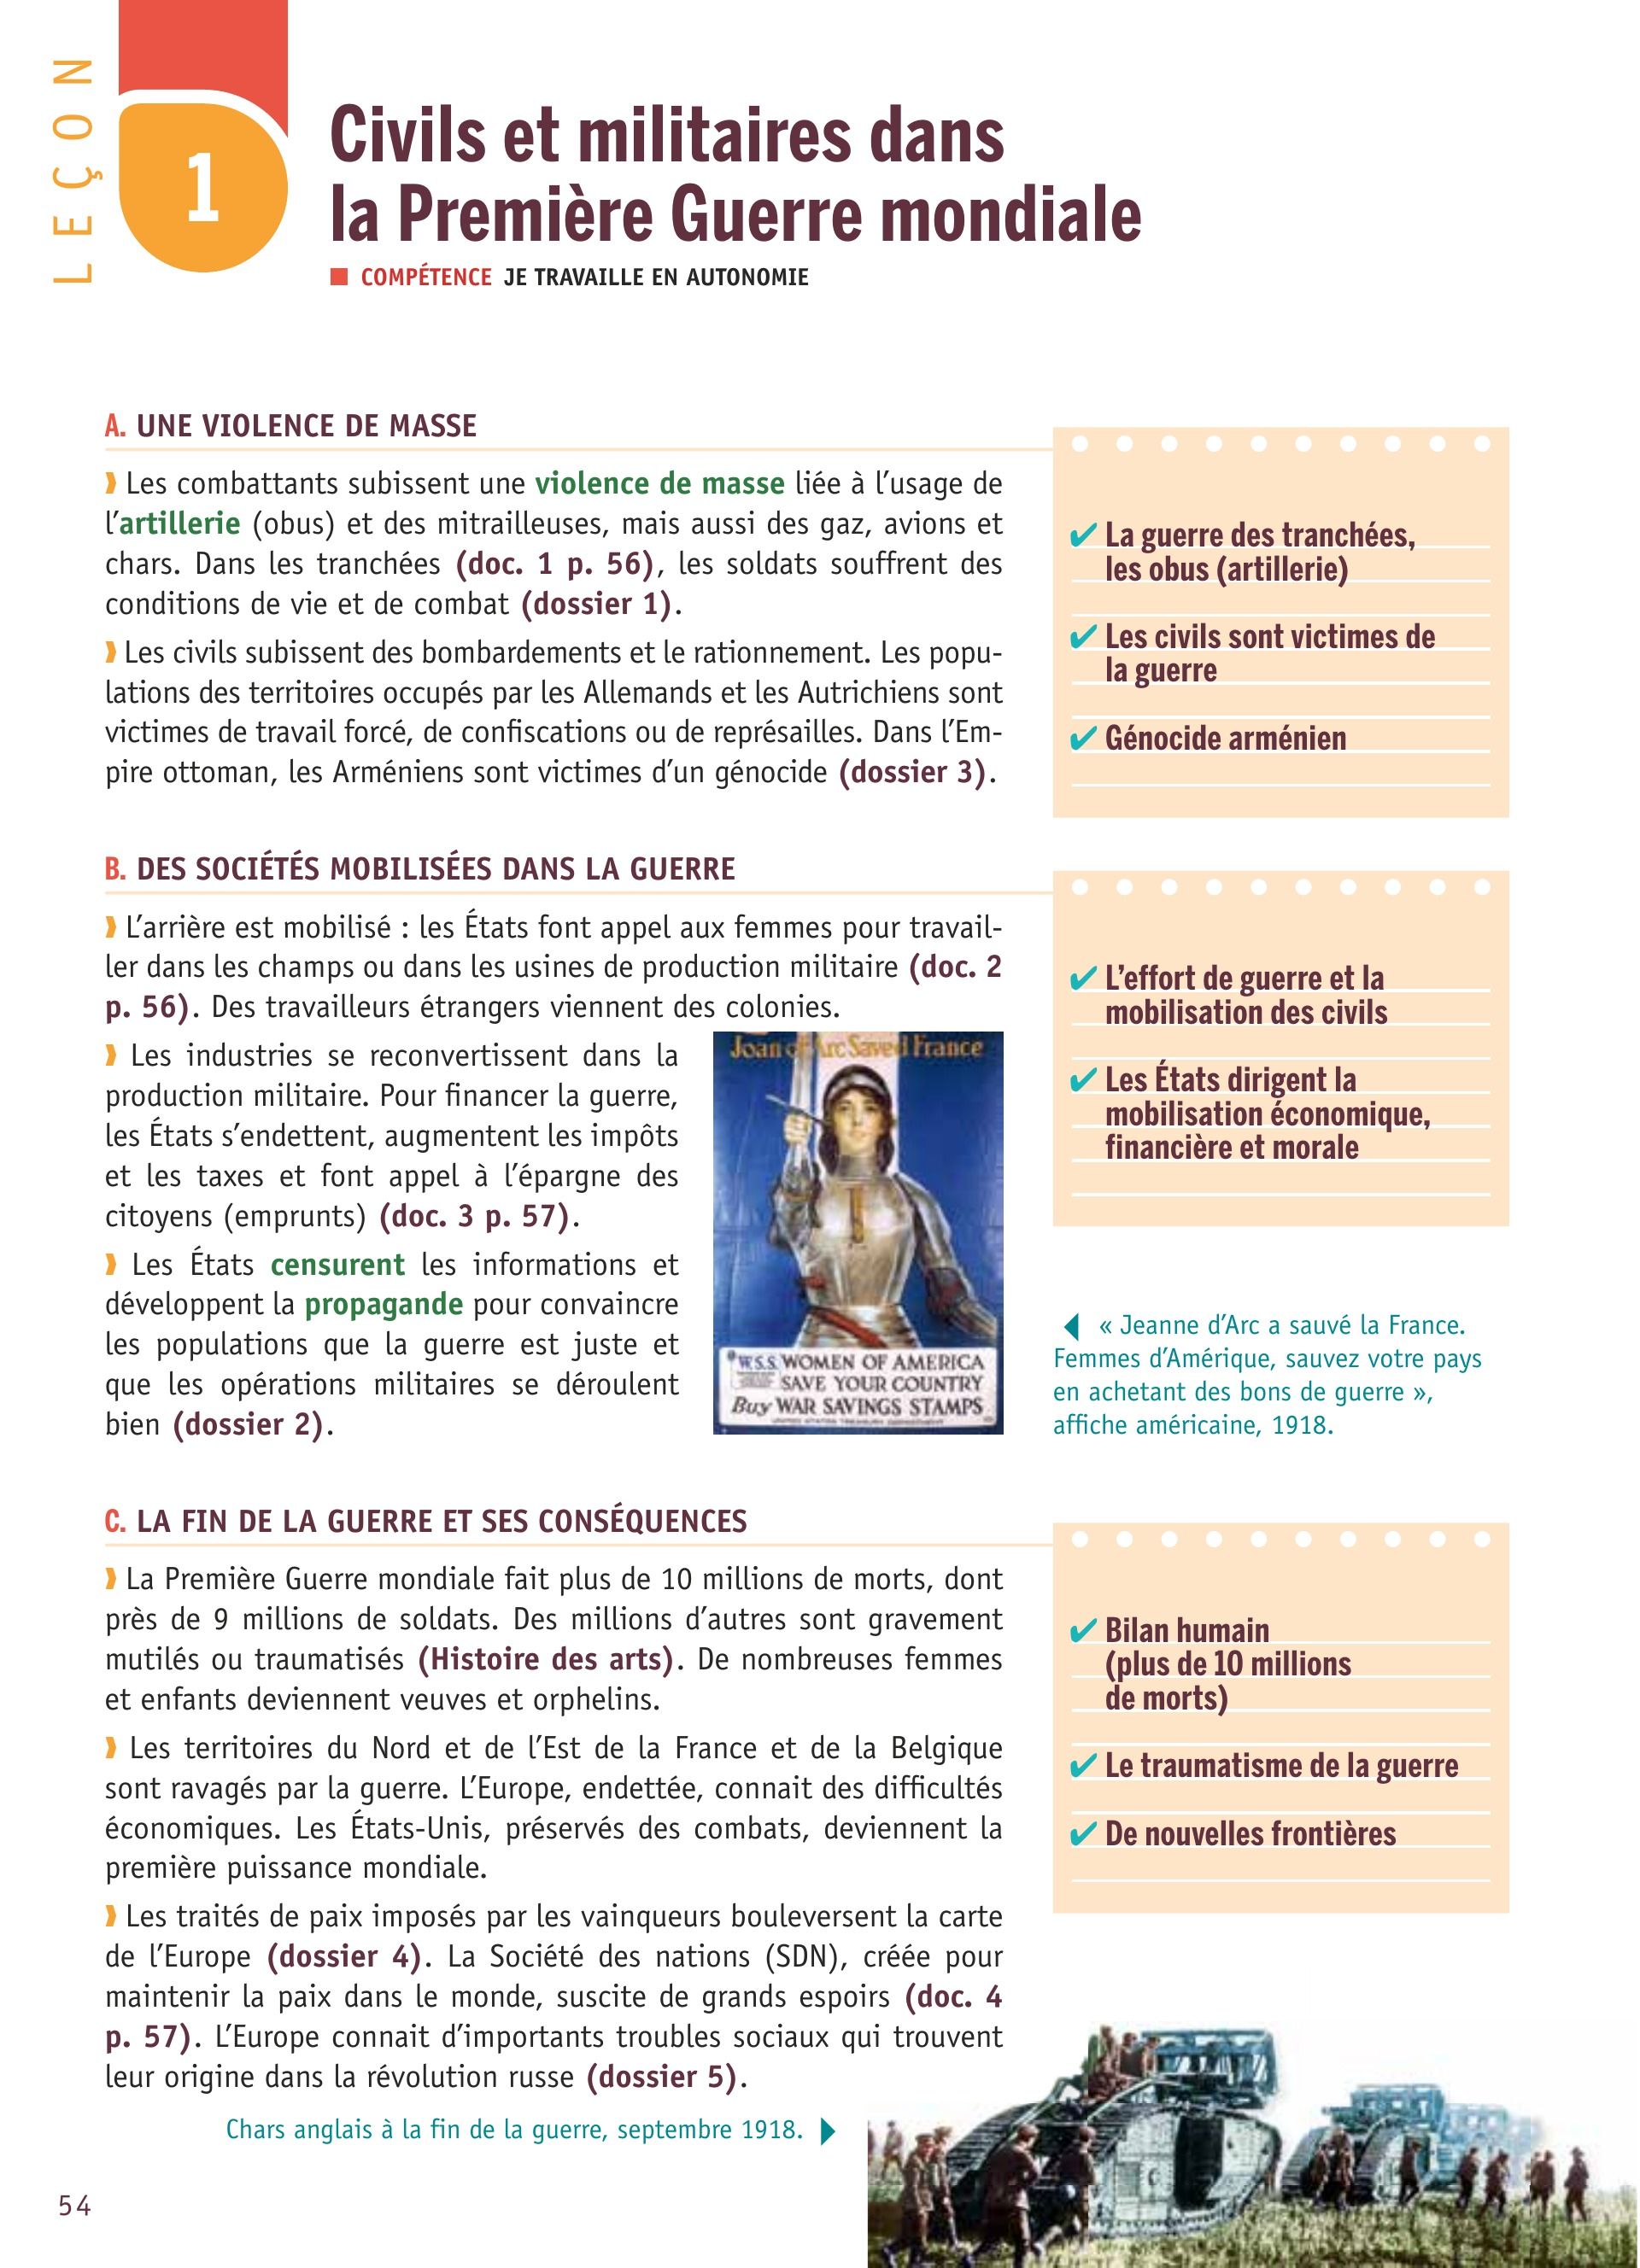 LEÇON
1
Civils et militaires dans
la Première Guerre mondiale
■ COMPÉTENCE JE TRAVAILLE EN AUTONOMIE
A. UNE VIOLENCE DE MASSE
❱ Les combattants subissent une violence de masse liée à l’usage de
l’artillerie (obus) et des mitrailleuses, mais aussi des gaz, avions et
chars. Dans les tranchées (doc. 1 p. 56), les soldats souffrent des
conditions de vie et de combat (dossier 1).
❱ Les civils subissent des bombardements et le rationnement. Les popu-
lations des territoires occupés par les Allemands et les Autrichiens sont
victimes de travail forcé, de confiscations ou de représailles. Dans l’Em-
pire ottoman, les Arméniens sont victimes d’un génocide (dossier 3).
✔ La guerre des tranchées,
les obus (artillerie)
✔ Les civils sont victimes de
la guerre
✔ Génocide arménien
B. DES SOCIÉTÉS MOBILISÉES DANS LA GUERRE
❱ L’arrière est mobilisé : les États font appel aux femmes pour travail-
ler dans les champs ou dans les usines de production militaire (doc. 2
p. 56). Des travailleurs étrangers viennent des colonies.
❱ Les industries se reconvertissent dans la
production militaire. Pour financer la guerre,
les États s’endettent, augmentent les impôts
et les taxes et font appel à l’épargne des
citoyens (emprunts) (doc. 3 p. 57).
❱ Les États censurent les informations et
développent la propagande pour convaincre
les populations que la guerre est juste et
que les opérations militaires se déroulent
bien (dossier 2).
Joan of Arc Saved France
W.S.S. WOMEN OF AMERICA
SAVE YOUR COUNTRY
Buy WAR SAVINGS STAMPS
UNITED STATES TREASURY DEPARTMENT
✔ L’effort de guerre et la
mobilisation des civils
✔ Les États dirigent la
mobilisation économique,
financière et morale
◀ « Jeanne d’Arc a sauvé la France.
Femmes d’Amérique, sauvez votre pays
en achetant des bons de guerre »,
affiche américaine, 1918.
C. LA FIN DE LA GUERRE ET SES CONSÉQUENCES
❱ La Première Guerre mondiale fait plus de 10 millions de morts, dont
près de 9 millions de soldats. Des millions d’autres sont gravement
mutilés ou traumatisés (Histoire des arts). De nombreuses femmes
et enfants deviennent veuves et orphelins.
❱ Les territoires du Nord et de l’Est de la France et de la Belgique
sont ravagés par la guerre. L’Europe, endettée, connait des difficultés
économiques. Les États-Unis, préservés des combats, deviennent la
première puissance mondiale.
❱ Les traités de paix imposés par les vainqueurs bouleversent la carte
de l’Europe (dossier 4). La Société des nations (SDN), créée pour
maintenir la paix dans le monde, suscite de grands espoirs (doc. 4
p. 57). L’Europe connait d’importants troubles sociaux qui trouvent
leur origine dans la révolution russe (dossier 5).
✔ Bilan humain
(plus de 10 millions
de morts)
✔ Le traumatisme de la guerre
✔ De nouvelles frontières
Chars anglais à la fin de la guerre, septembre 1918. ▶
54